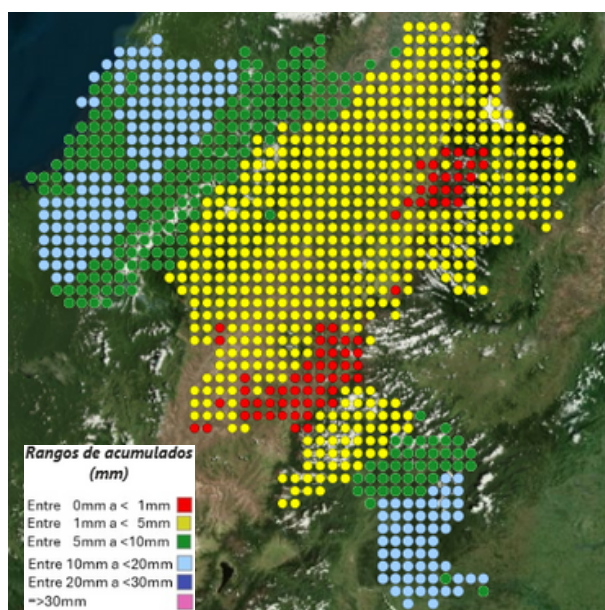 Rangos de acumulados
(mm)
Entre 0mm a < 1mm
Entre 1mm a < 5mm
Entre 5mm a <10mm
Entre 10mm a <20mm
Entre 20mm a <30mm
=>30mm